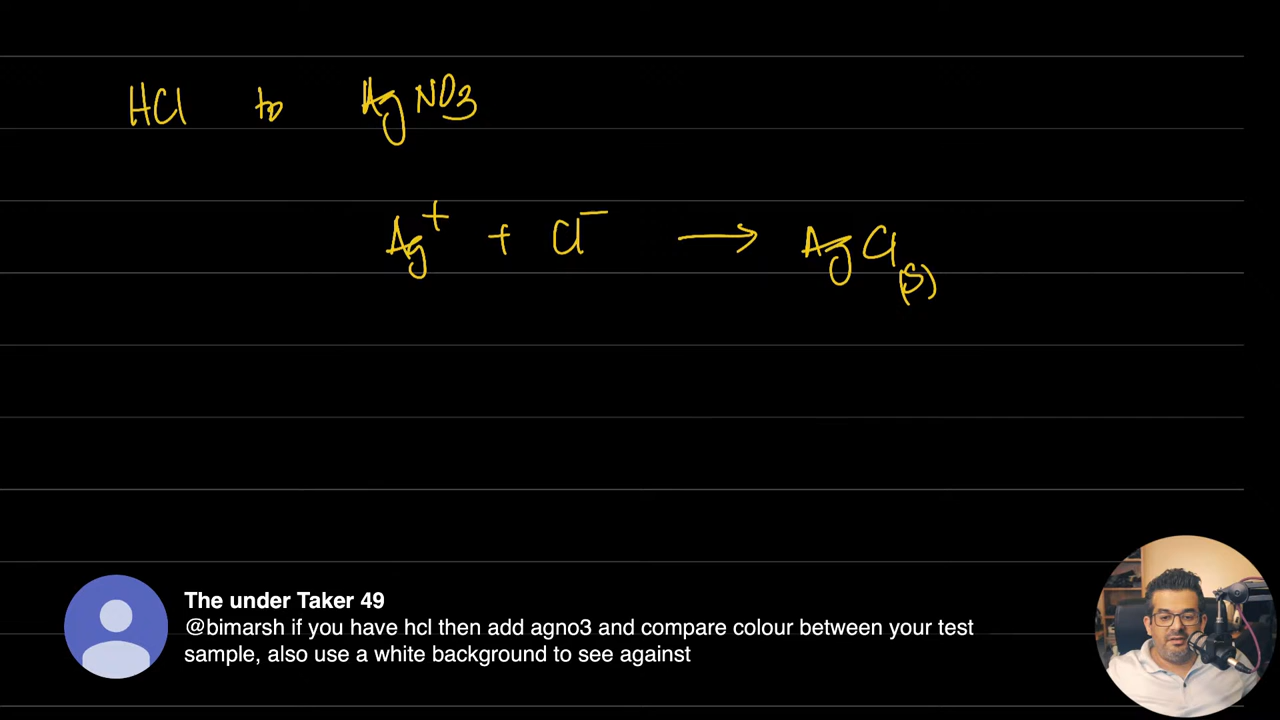 HCl to AgNO3
Ag⁺ + Cl⁻ ⟶ AgCl(s)
The under Taker 49
@bimarsh if you have hcl then add agno3 and compare colour between your test
sample, also use a white background to see against